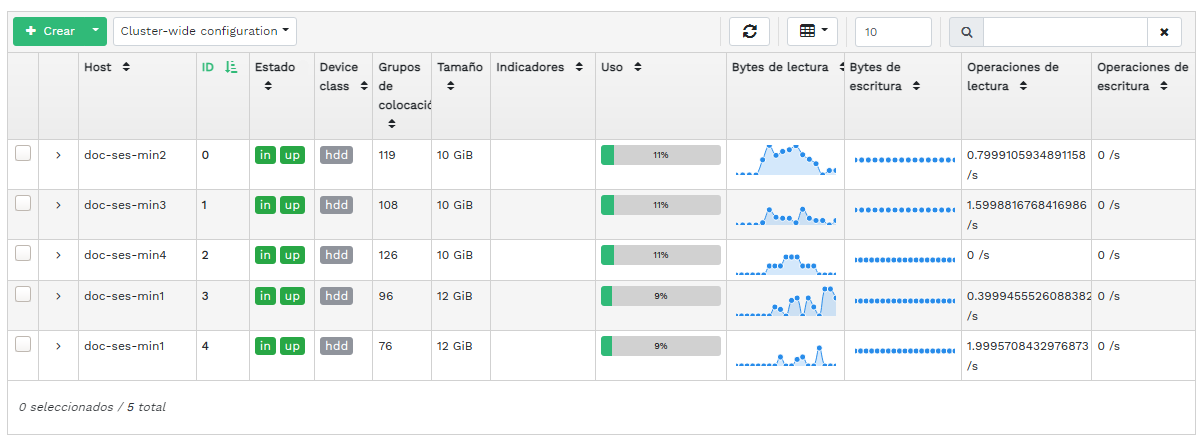 Crear Cluster-wide configuration 10
Host ID Estado Device class Grupos de colocació Tamaño Indicadores Uso Bytes de lectura Bytes de escritura Operaciones de lectura Operaciones de escritura
doc-ses-min2 0 in up hdd 119 10 GiB 11% 0.7999105934891158 /s 0 /s
doc-ses-min3 1 in up hdd 108 10 GiB 11% 1.5998816768416986 /s 0 /s
doc-ses-min4 2 in up hdd 126 10 GiB 11% 0 /s 0 /s
doc-ses-min1 3 in up hdd 96 12 GiB 9% 0.3999455526088382 /s 0 /s
doc-ses-min1 4 in up hdd 76 12 GiB 9% 1.9995708432976873 /s 0 /s
0 seleccionados / 5 total